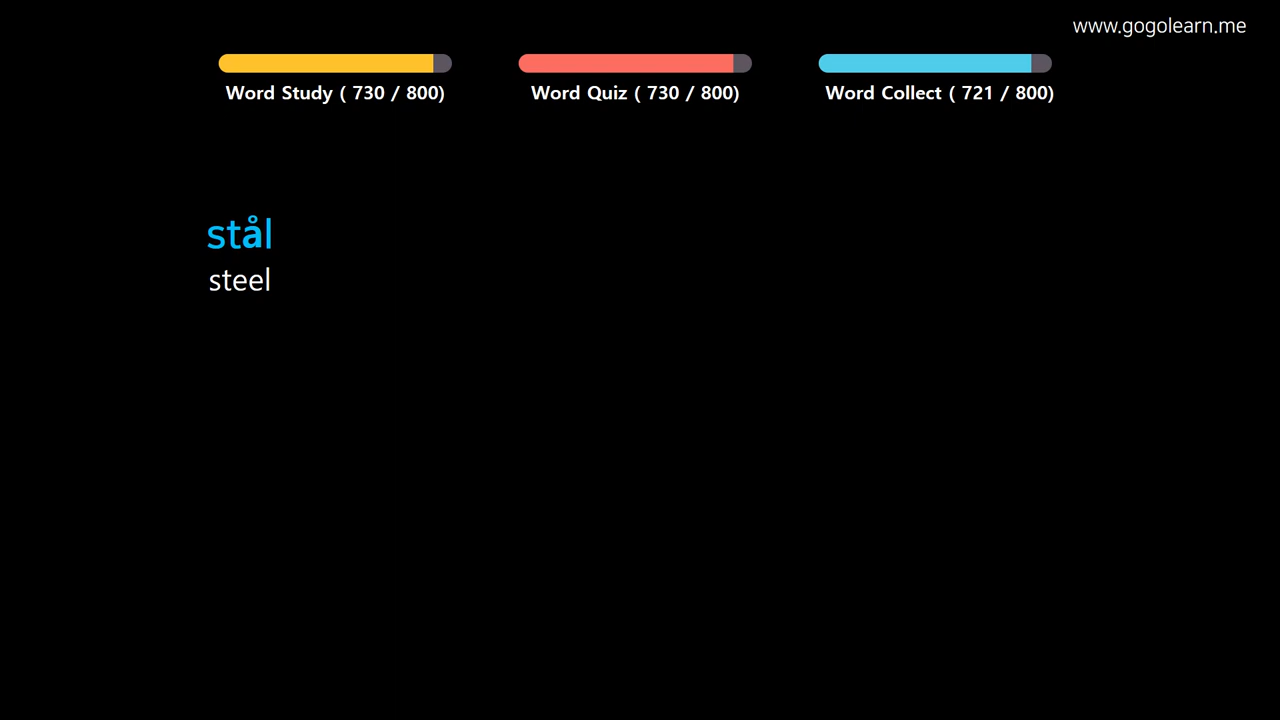 www.gogolearn.me
Word Study ( 730 / 800)
Word Quiz ( 730 / 800)
Word Collect ( 721 / 800)
stål
steel